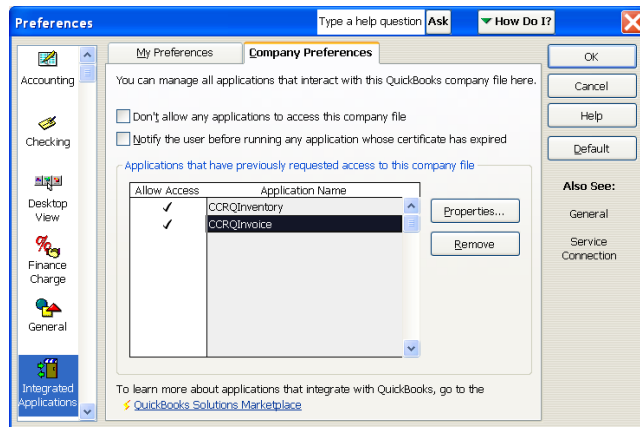 Preferences
Type a help question Ask
How Do I?
My Preferences
Company Preferences
You can manage all applications that interact with this QuickBooks company file here.
Don't allow any applications to access this company file
Notify the user before running any application whose certificate has expired
Applications that have previously requested access to this company file
Allow Access Application Name
CCRQInventory
CCRQInvoice
Properties...
Remove
To learn more about applications that integrate with QuickBooks, go to the
QuickBooks Solutions Marketplace
Accounting
Checking
Desktop
View
Finance
Charge
General
Integrated
Applications
OK
Cancel
Help
Default
Also See:
General
Service
Connection